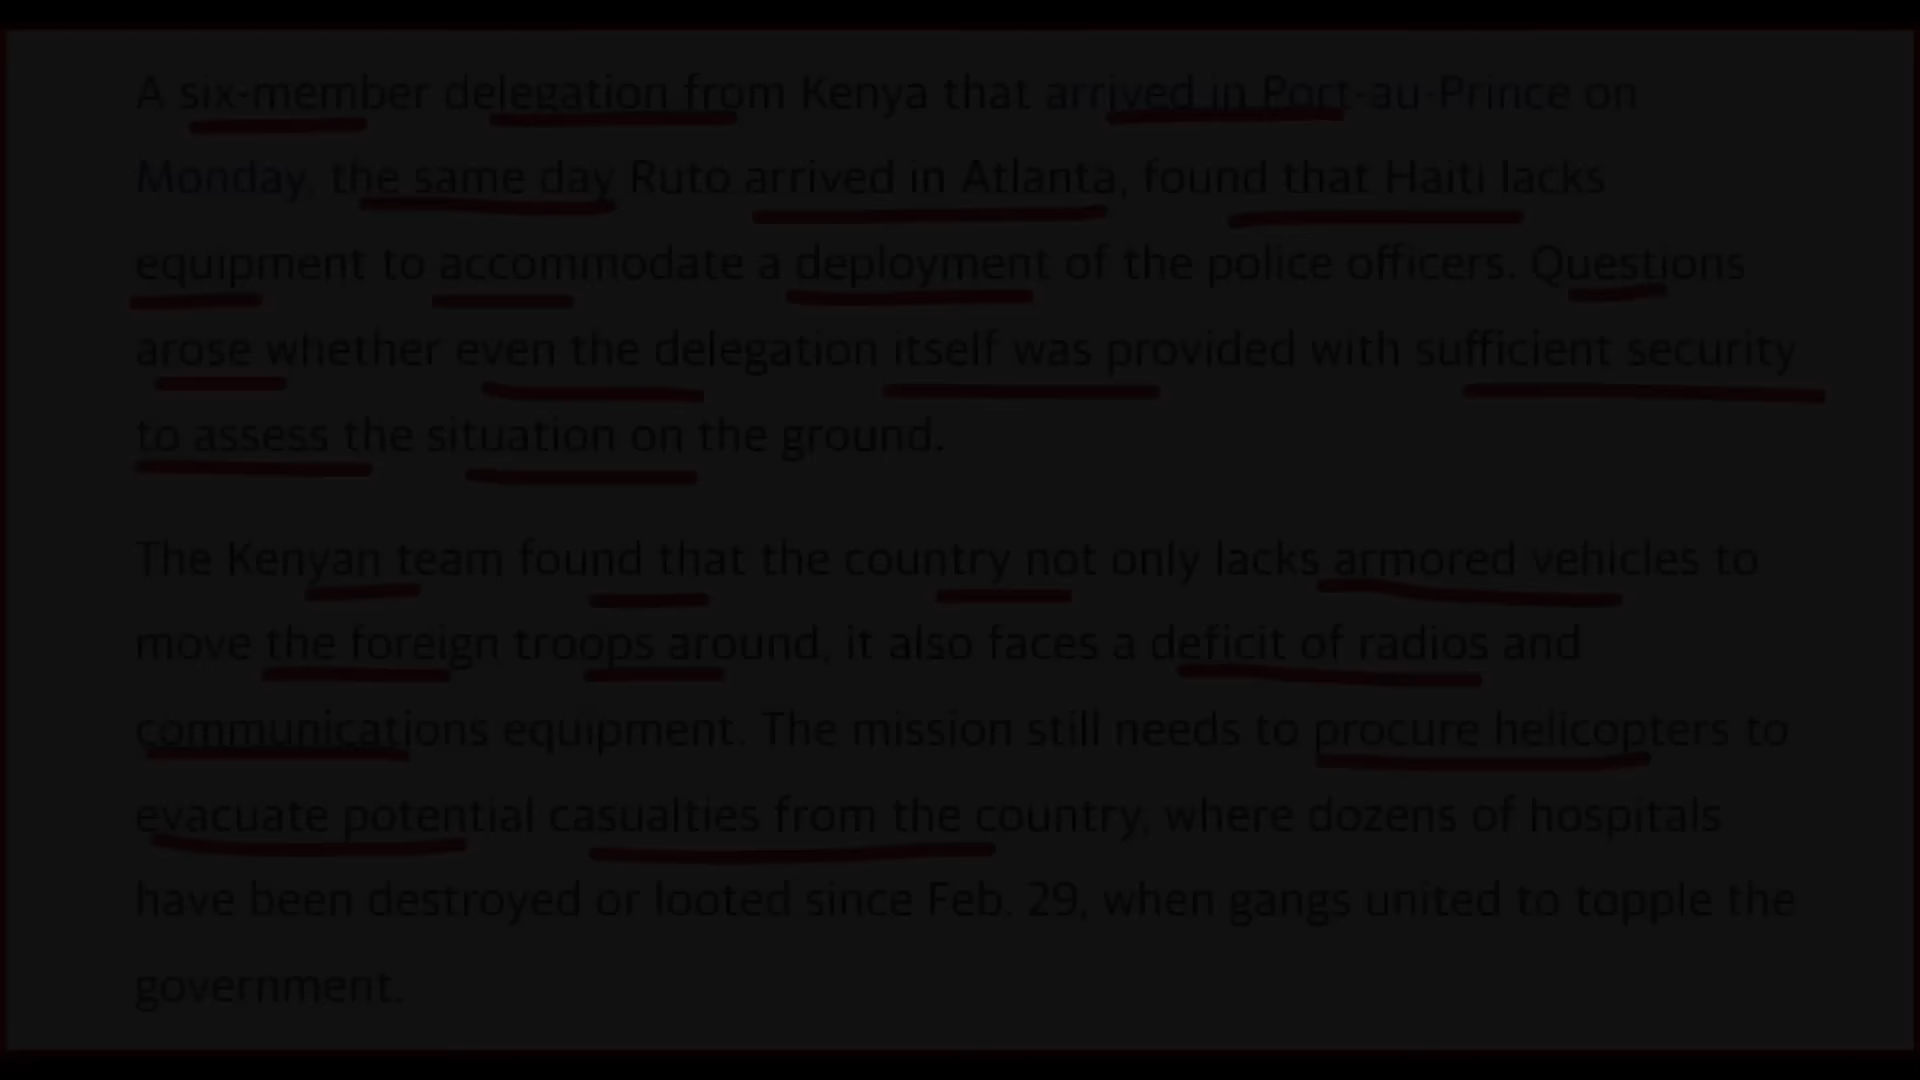 A six-member delegation from Kenya that arrived in Port-au-Prince on
Monday, the same day Ruto arrived in Atlanta, found that Haiti lacks
equipment to accommodate a deployment of the police officers. Questions
arose whether even the delegation itself was provided with sufficient security
to assess the situation on the ground.
The Kenyan team found that the country not only lacks armored vehicles to
move the foreign troops around, it also faces a deficit of radios and
communications equipment. The mission still needs to procure helicopters to
evacuate potential casualties from the country, where dozens of hospitals
have been destroyed or looted since Feb. 29, when gangs united to topple the
government.